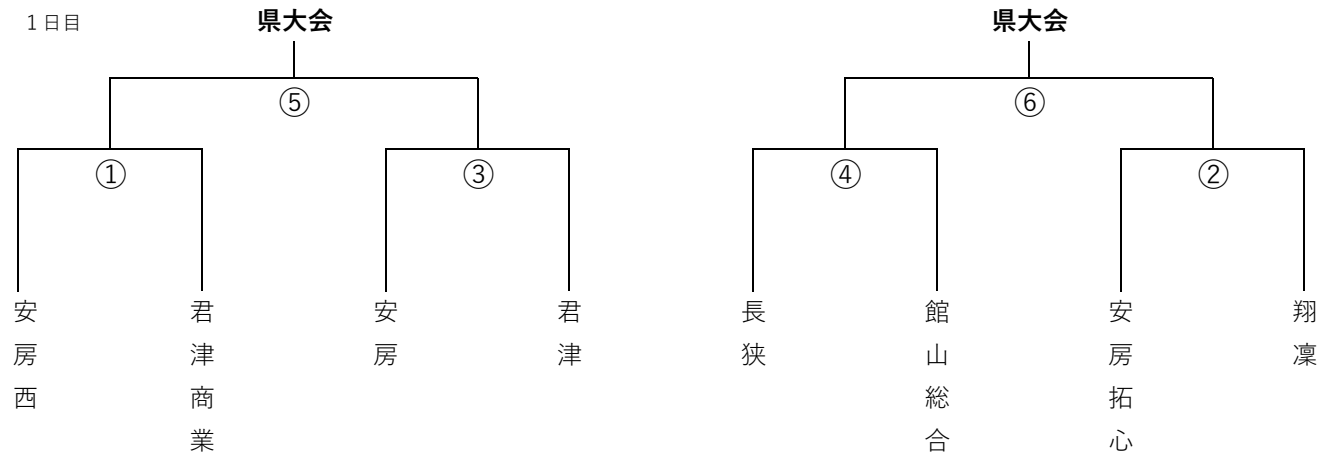 1日目
県大会
県大会
⑤
⑥
①
③
④
②
安房西
君津商業
安房
君津
長狭
館山総合
安房拓心
翔凜